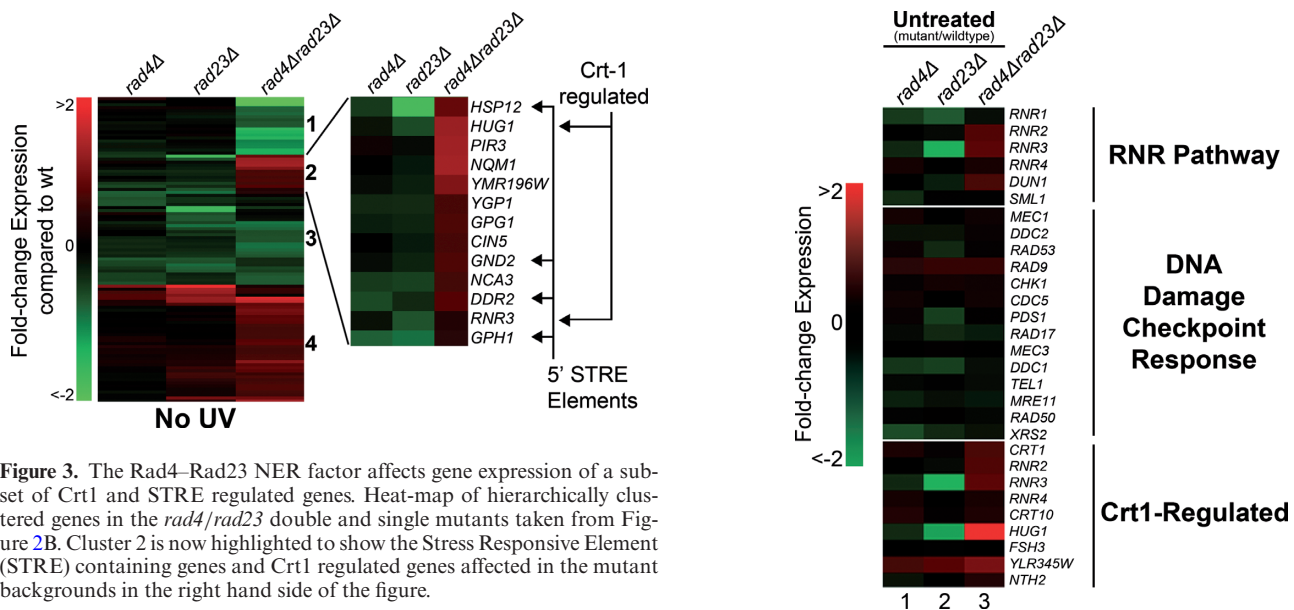 rad4Δ
rad23Δ
rad4Δrad23Δ
>2
0
<-2
Fold-change Expression
compared to wt
1
2
3
4
No UV
rad4Δ
rad23Δ
rad4Δrad23Δ
Crt-1
regulated
HSP12
HUG1
PIR3
NQM1
YMR196W
YGP1
GPG1
CIN5
GND2
NCA3
DDR2
RNR3
GPH1
5' STRE
Elements
Figure 3. The Rad4–Rad23 NER factor affects gene expression of a sub-
set of Crt1 and STRE regulated genes. Heat-map of hierarchically clus-
tered genes in the rad4/rad23 double and single mutants taken from Fig-
ure 2B. Cluster 2 is now highlighted to show the Stress Responsive Element
(STRE) containing genes and Crt1 regulated genes affected in the mutant
backgrounds in the right hand side of the figure.
Untreated
(mutant/wildtype)
rad4Δ
rad23Δ
rad4Δrad23Δ
>2
0
<-2
Fold-change Expression
RNR1
RNR2
RNR3
RNR4
DUN1
SML1
RNR Pathway
MEC1
DDC2
RAD53
RAD9
CHK1
CDC5
PDS1
RAD17
MEC3
DDC1
TEL1
MRE11
RAD50
XRS2
DNA
Damage
Checkpoint
Response
CRT1
RNR2
RNR3
RNR4
CRT10
HUG1
FSH3
YLR345W
NTH2
Crt1-Regulated
1 2 3